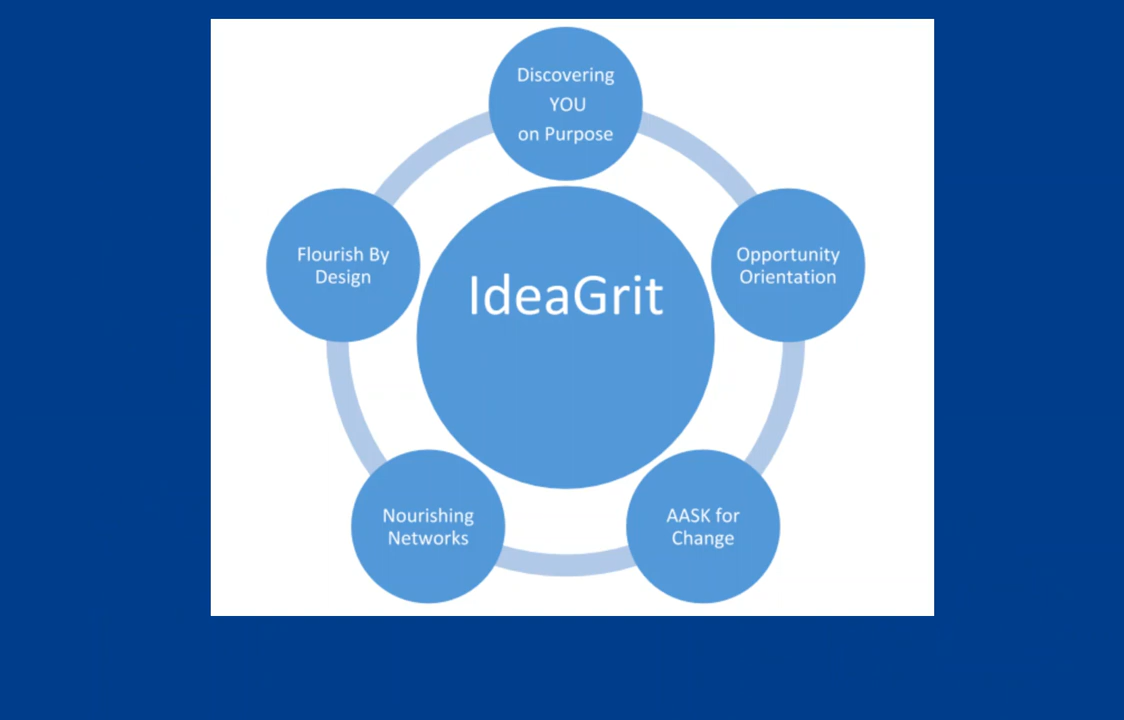 Discovering
YOU
on Purpose
Flourish By
Design
Opportunity
Orientation
IdeaGrit
Nourishing
Networks
AASK for
Change